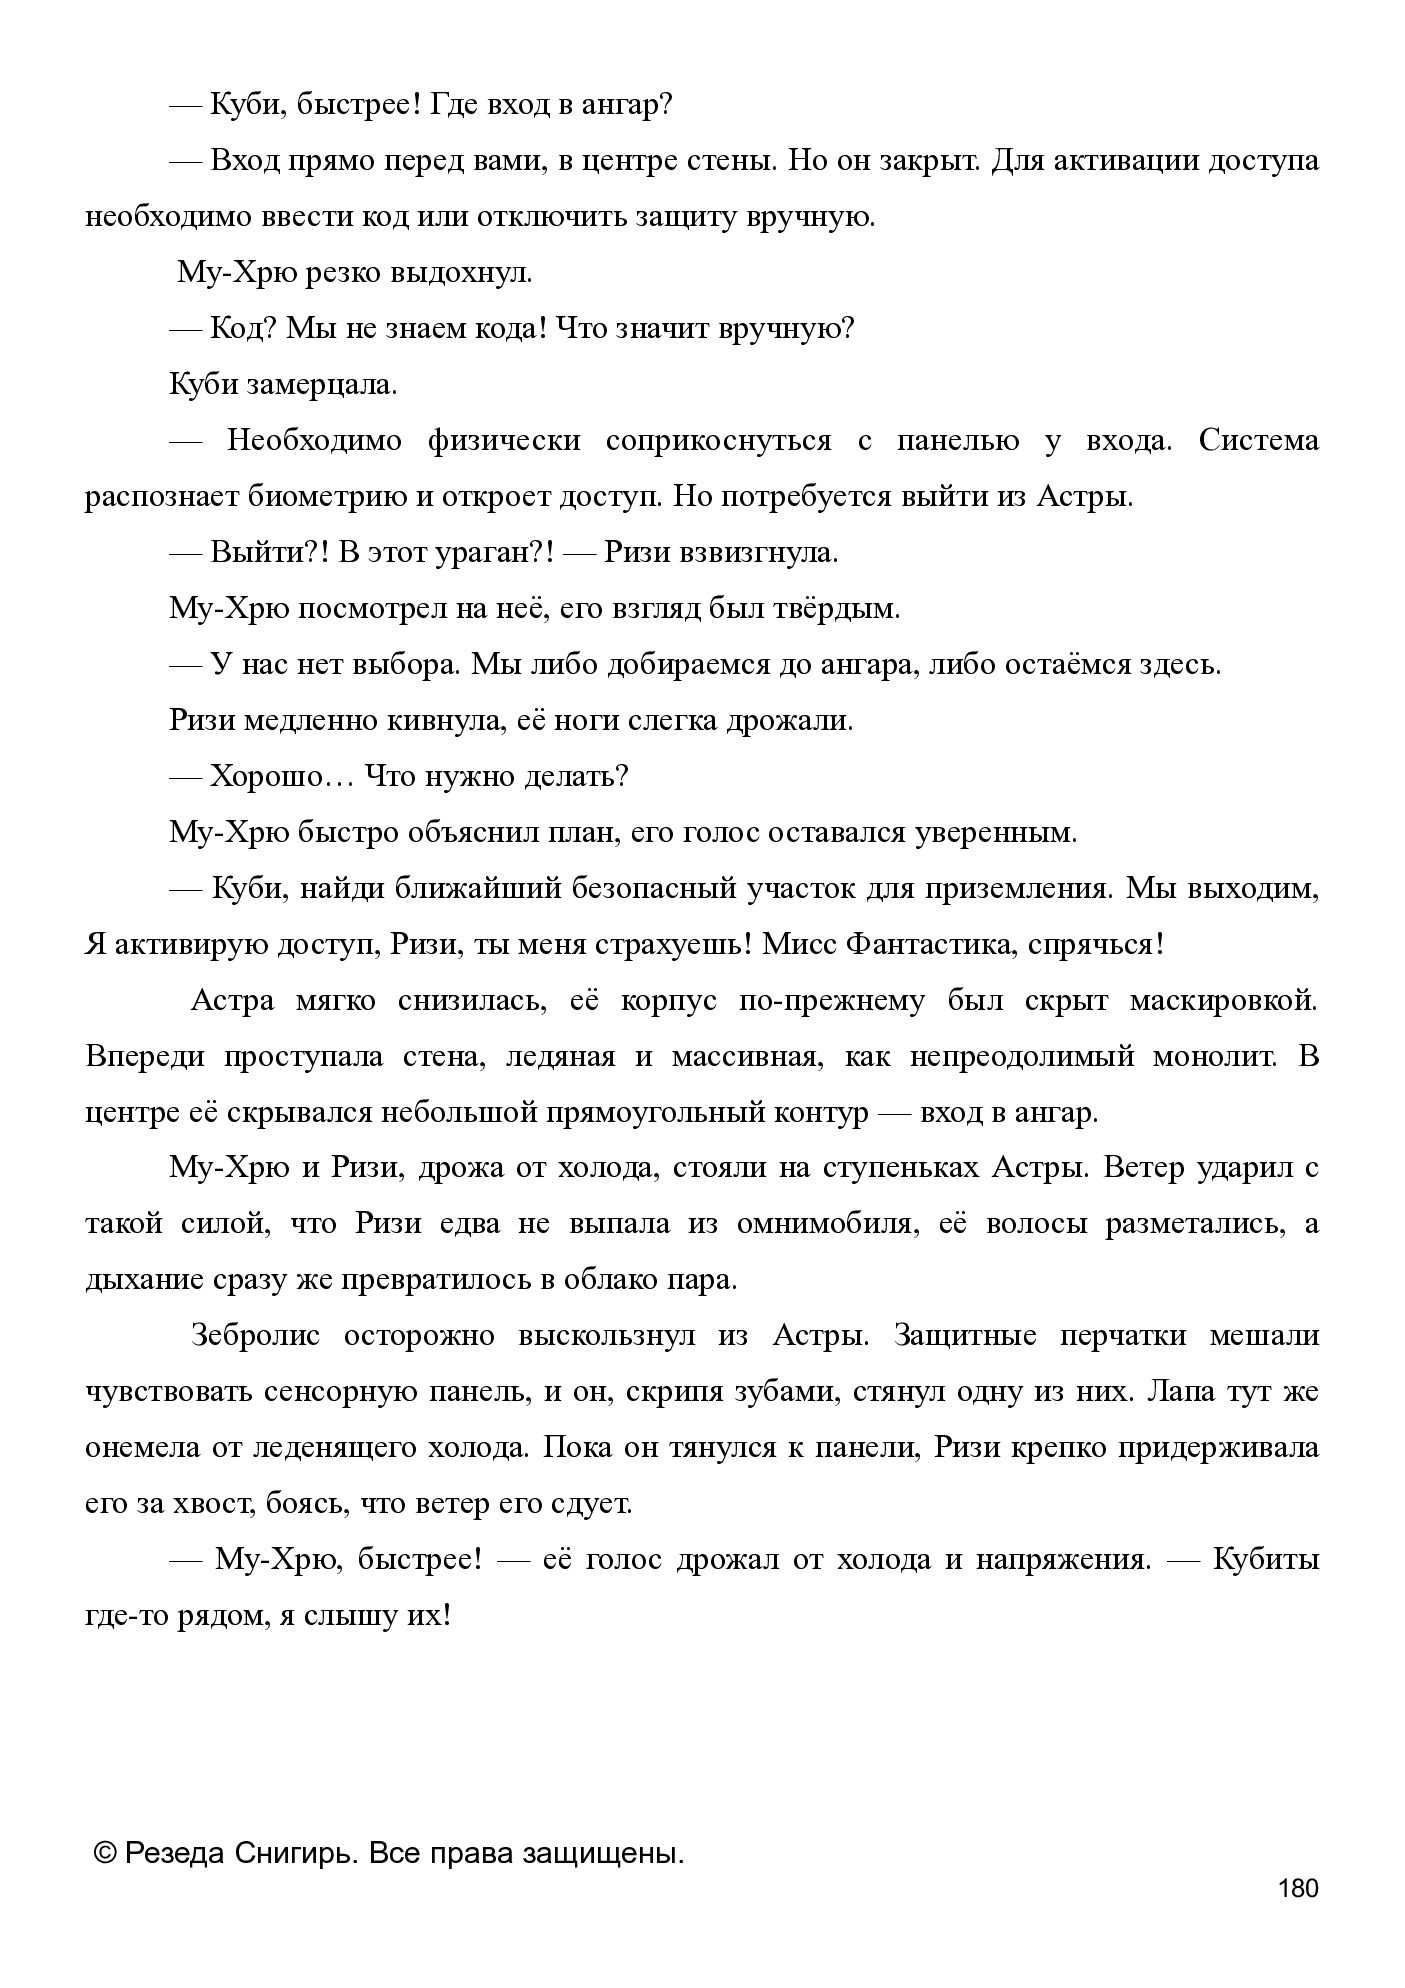 — Куби, быстрее! Где вход в ангар?
— Вход прямо перед вами, в центре стены. Но он закрыт. Для активации доступа
необходимо ввести код или отключить защиту вручную.
Му-Хрю резко выдохнул.
— Код? Мы не знаем кода! Что значит вручную?
Куби замерцала.
— Необходимо физически соприкоснуться с панелью у входа. Система
распознает биометрию и откроет доступ. Но потребуется выйти из Астры.
— Выйти?! В этот ураган?! — Ризи взвизгнула.
Му-Хрю посмотрел на неё, его взгляд был твёрдым.
— У нас нет выбора. Мы либо добираемся до ангара, либо остаёмся здесь.
Ризи медленно кивнула, её ноги слегка дрожали.
— Хорошо… Что нужно делать?
Му-Хрю быстро объяснил план, его голос оставался уверенным.
— Куби, найди ближайший безопасный участок для приземления. Мы выходим,
Я активирую доступ, Ризи, ты меня страхуешь! Мисс Фантастика, спрячься!
Астра мягко снизилась, её корпус по-прежнему был скрыт маскировкой.
Впереди проступала стена, ледяная и массивная, как непреодолимый монолит. В
центре её скрывался небольшой прямоугольный контур — вход в ангар.
Му-Хрю и Ризи, дрожа от холода, стояли на ступеньках Астры. Ветер ударил с
такой силой, что Ризи едва не выпала из омнимобиля, её волосы разметались, а
дыхание сразу же превратилось в облако пара.
Зебролис осторожно выскользнул из Астры. Защитные перчатки мешали
чувствовать сенсорную панель, и он, скрипя зубами, стянул одну из них. Лапа тут же
онемела от леденящего холода. Пока он тянулся к панели, Ризи крепко придерживала
его за хвост, боясь, что ветер его сдует.
— Му-Хрю, быстрее! — её голос дрожал от холода и напряжения. — Кубиты
где-то рядом, я слышу их!
© Резеда Снигирь. Все права защищены.
180